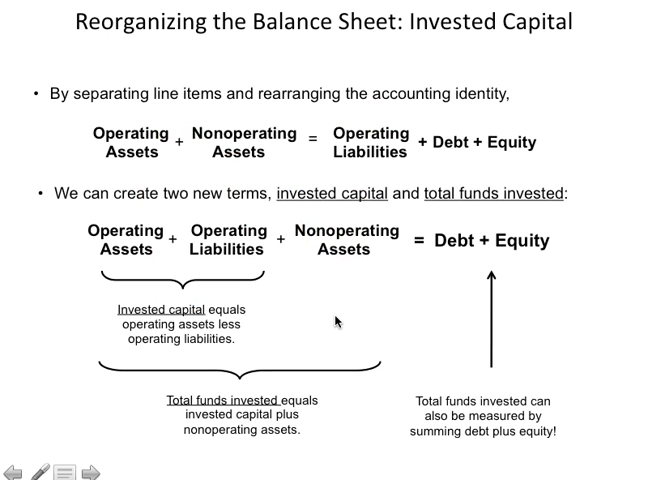 Reorganizing the Balance Sheet: Invested Capital
• By separating line items and rearranging the accounting identity,
Operating Assets + Nonoperating Assets = Operating Liabilities + Debt + Equity
• We can create two new terms, invested capital and total funds invested:
Operating Assets + Operating Liabilities + Nonoperating Assets = Debt + Equity
Invested capital equals
operating assets less
operating liabilities.
Total funds invested equals
invested capital plus
nonoperating assets.
Total funds invested can
also be measured by
summing debt plus equity!